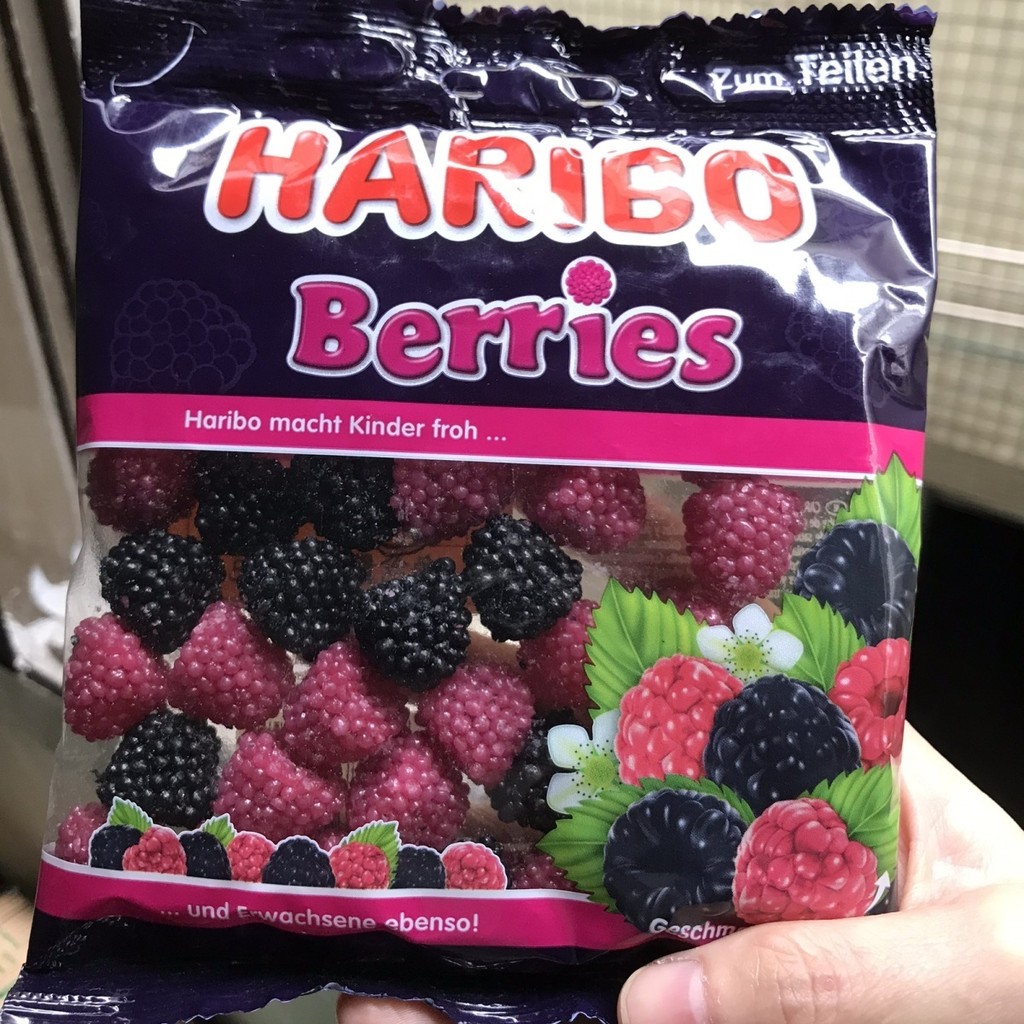 Zum Teilen
HARIBO
Berries
Haribo macht Kinder froh ...
... und Erwachsene ebenso!